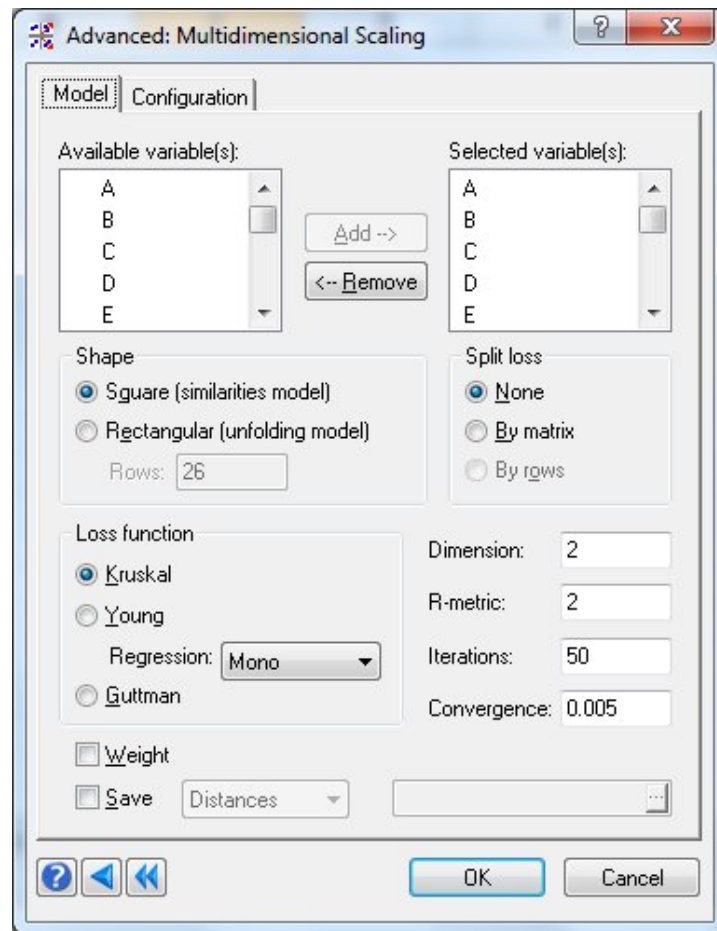 Advanced: Multidimensional Scaling
Model Configuration
Available variable(s): Selected variable(s):
A A
B B
Add -->
C C
D D
<-- Remove
E E
Shape Split loss
Sguare (similarities model) None
Rectangular (unfolding model) By matrix
Rows: 26 By rows
Loss function
Dimension: 2
Kruskal
R-metric: 2
Young
Regression: Mono Iterations: 50
Guttman
Convergence: 0.005
Weight
Save Distances ...
? OK Cancel